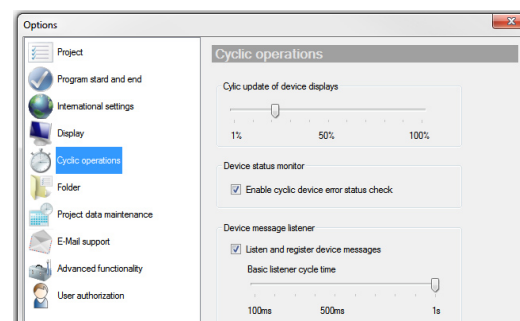 Options
Project
Program stard and end
International settings
Display
Cyclic operations
Folder
Project data maintenance
E-Mail support
Advanced functionality
User authorization
Cyclic operations
Cylic update of device displays
1% 50% 100%
Device status monitor
Enable cyclic device error status check
Device message listener
Listen and register device messages
Basic listener cycle time
100ms 500ms 1s